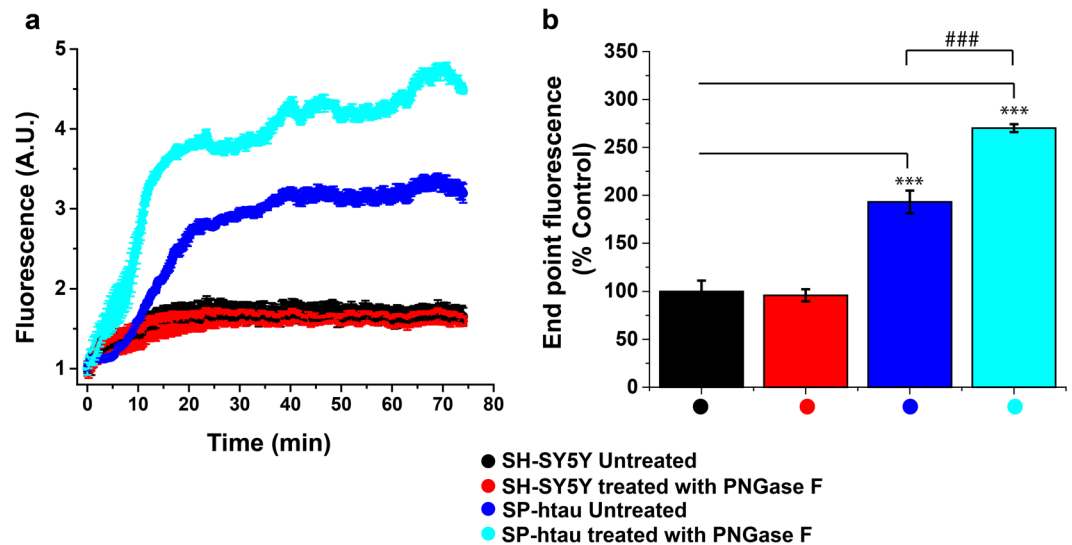 a
Fluorescence (A.U.)
5
4
3
2
1
0 10 20 30 40 50 60 70 80
Time (min)
b
End point fluorescence
(% Control)
350
300
250
200
150
100
50
0
###
***
***
SH-SY5Y Untreated
SH-SY5Y treated with PNGase F
SP-htau Untreated
SP-htau treated with PNGase F